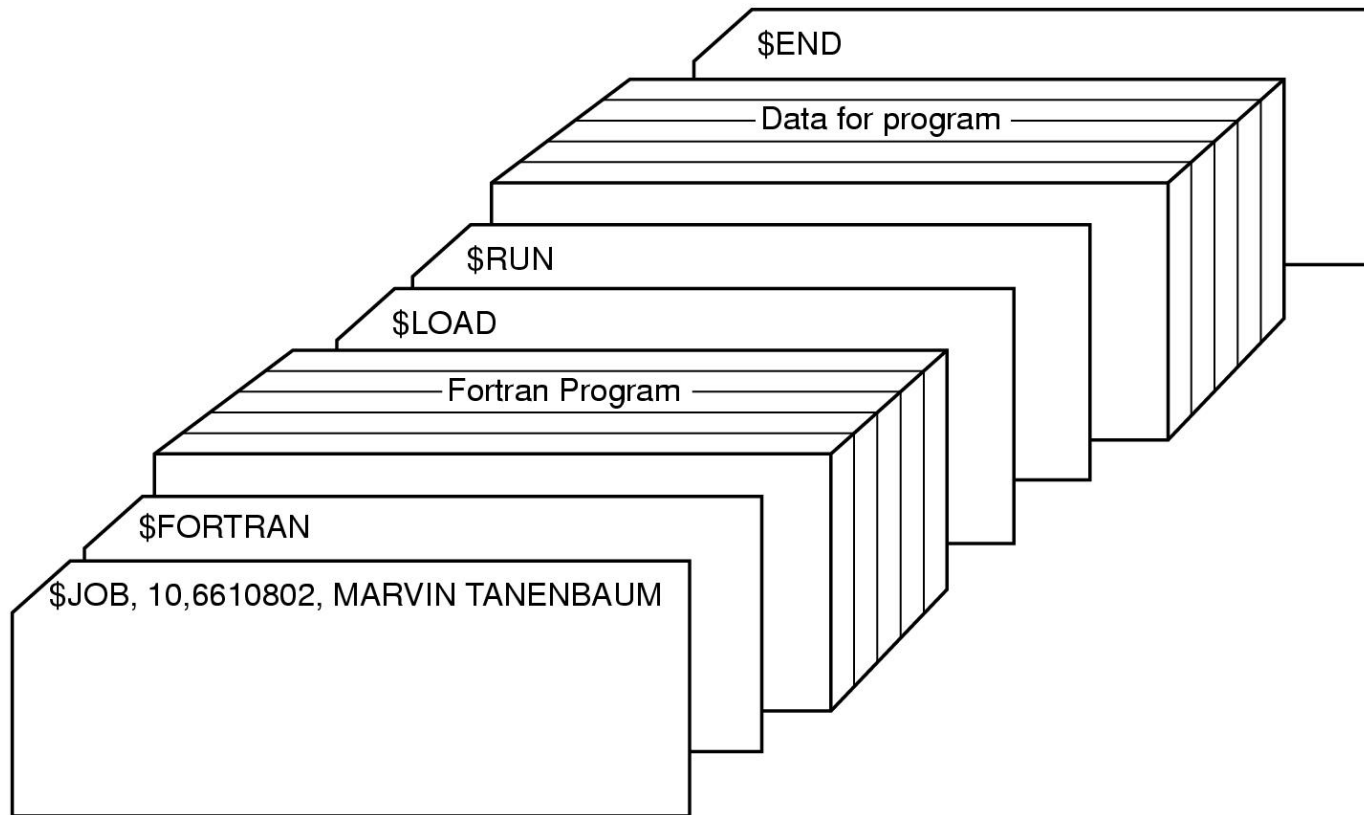 $END
Data for program
$RUN
$LOAD
Fortran Program
$FORTRAN
$JOB, 10,6610802, MARVIN TANENBAUM